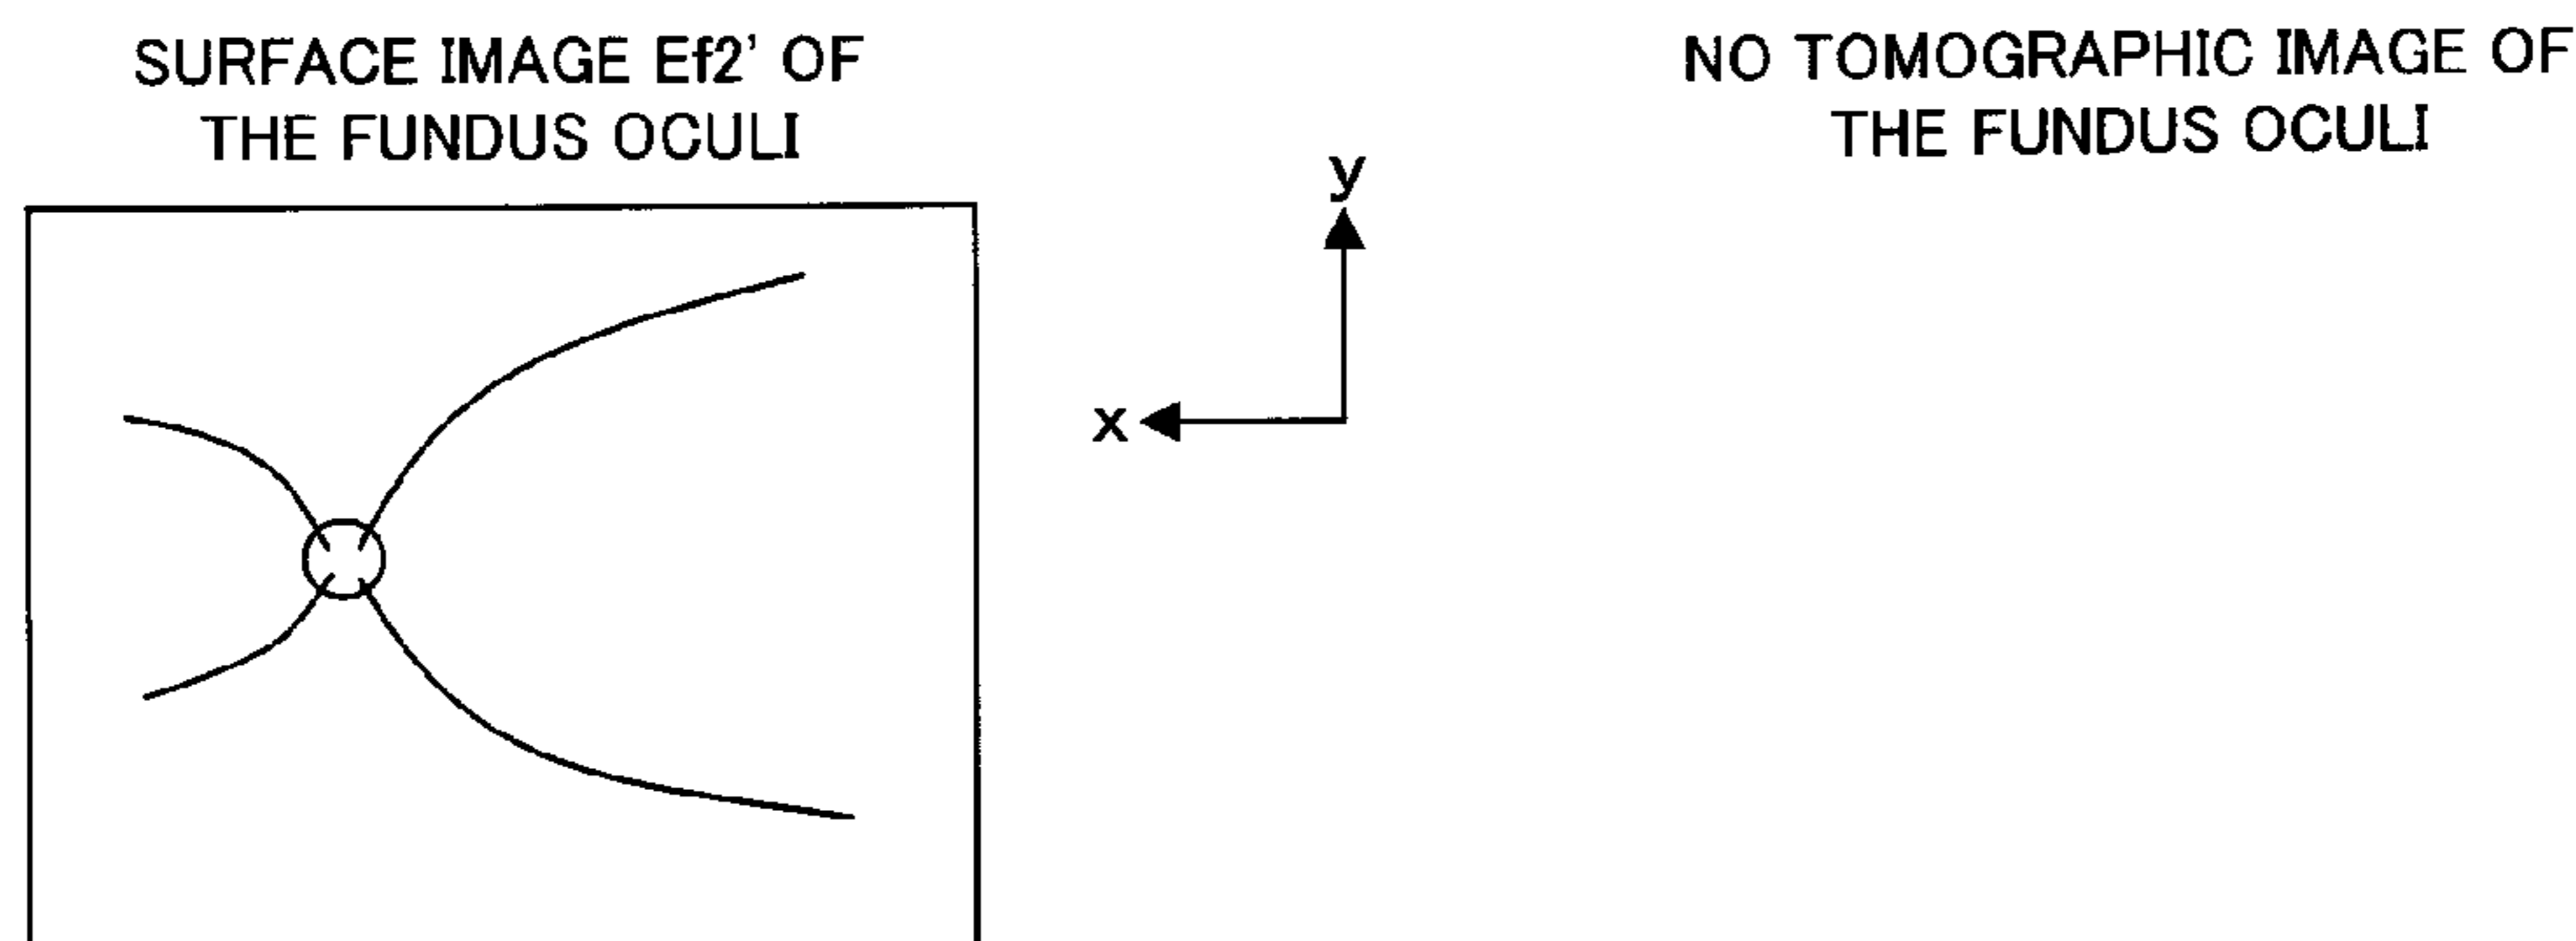 SURFACE IMAGE Ef2' OF
THE FUNDUS OCULI
y
x
NO TOMOGRAPHIC IMAGE OF
THE FUNDUS OCULI